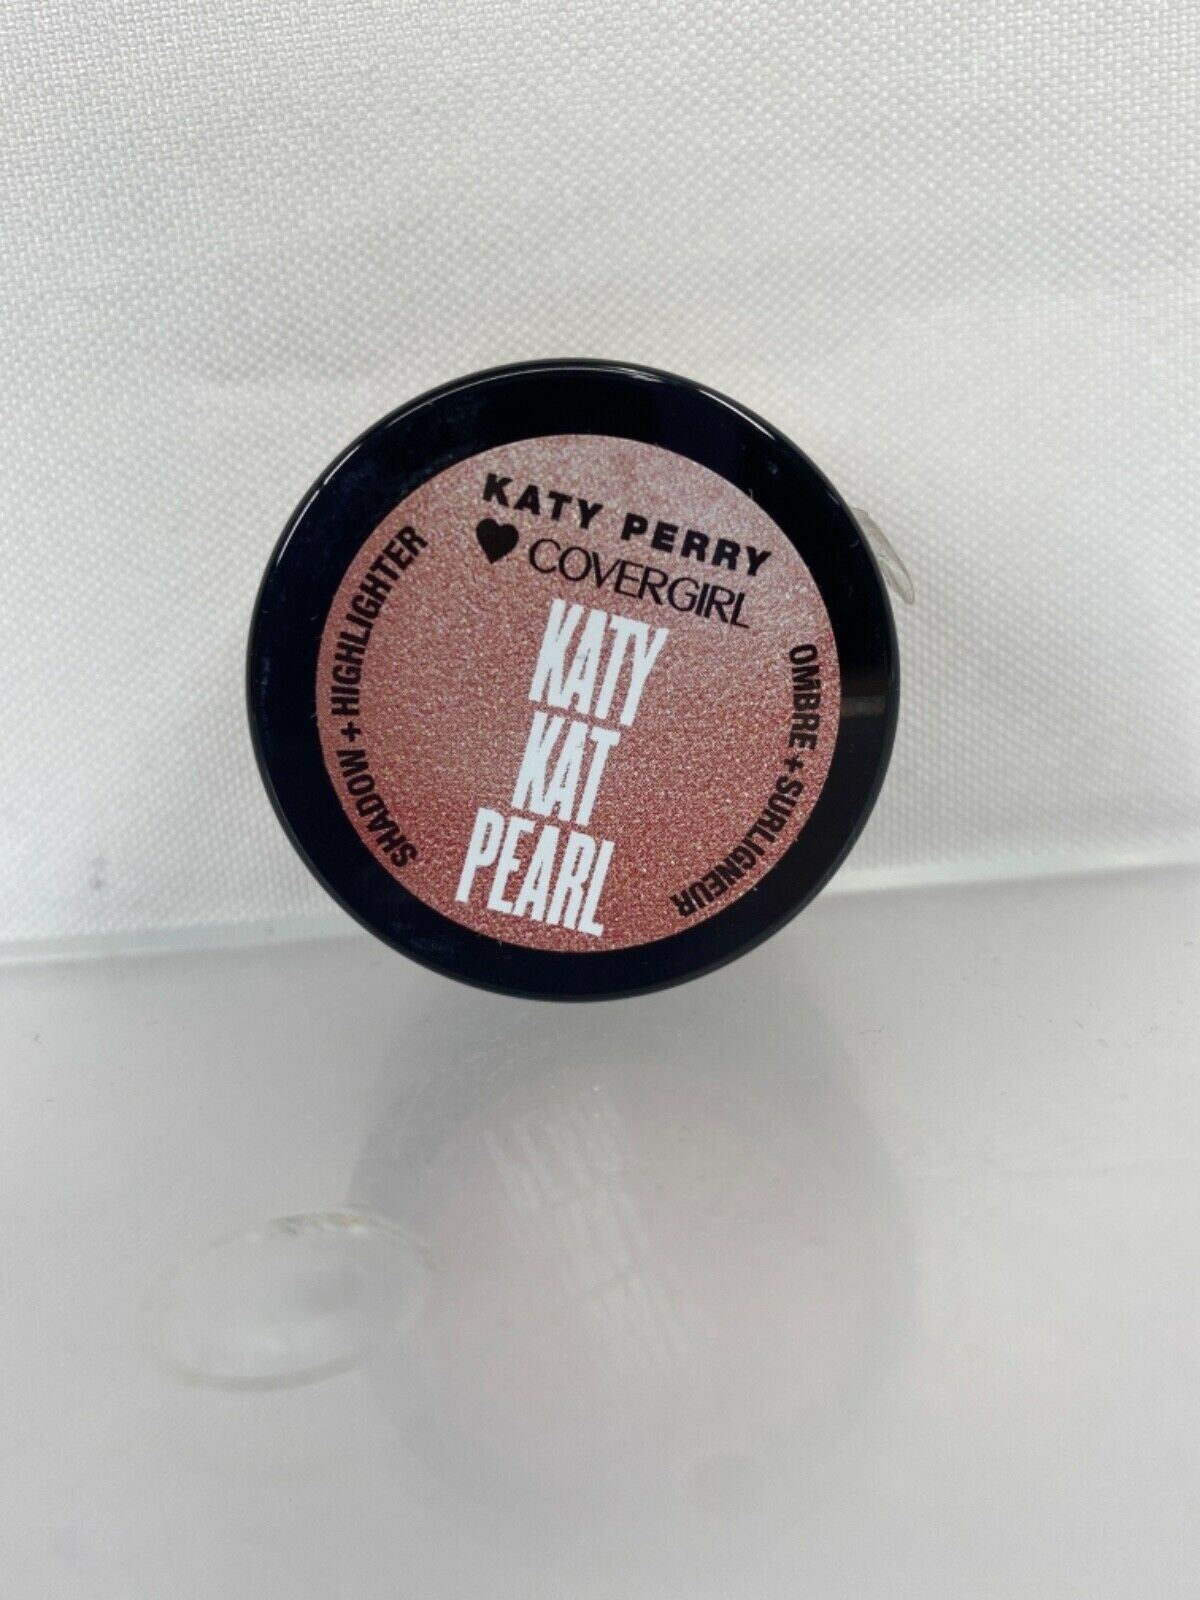 KATY PERRY
♥ COVERGIRL
KATY
KAT
PEARL
SHADOW + HIGHLIGHTER
OMBRE + SURLIGNEUR